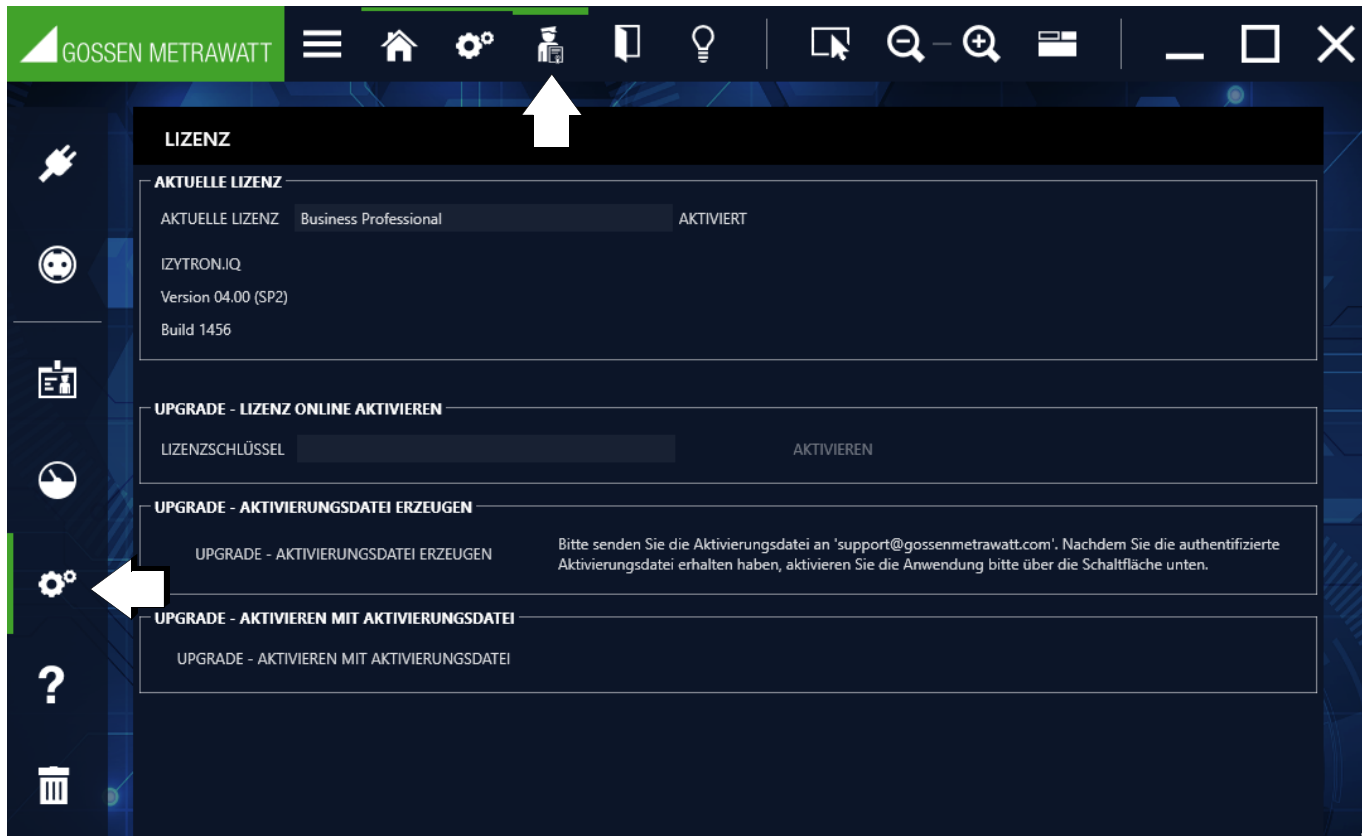 GOSSEN METRAWATT
LIZENZ
AKTUELLE LIZENZ
AKTUELLE LIZENZ Business Professional AKTIVIERT
IZYTRON.IQ
Version 04.00 (SP2)
Build 1456
UPGRADE - LIZENZ ONLINE AKTIVIEREN
LIZENZSCHLÜSSEL AKTIVIEREN
UPGRADE - AKTIVIERUNGSDATEI ERZEUGEN
UPGRADE - AKTIVIERUNGSDATEI ERZEUGEN
Bitte senden Sie die Aktivierungsdatei an 'support@gossenmetrawatt.com'. Nachdem Sie die authentifizierte
Aktivierungsdatei erhalten haben, aktivieren Sie die Anwendung bitte über die Schaltfläche unten.
UPGRADE - AKTIVIEREN MIT AKTIVIERUNGSDATEI
UPGRADE - AKTIVIEREN MIT AKTIVIERUNGSDATEI
?